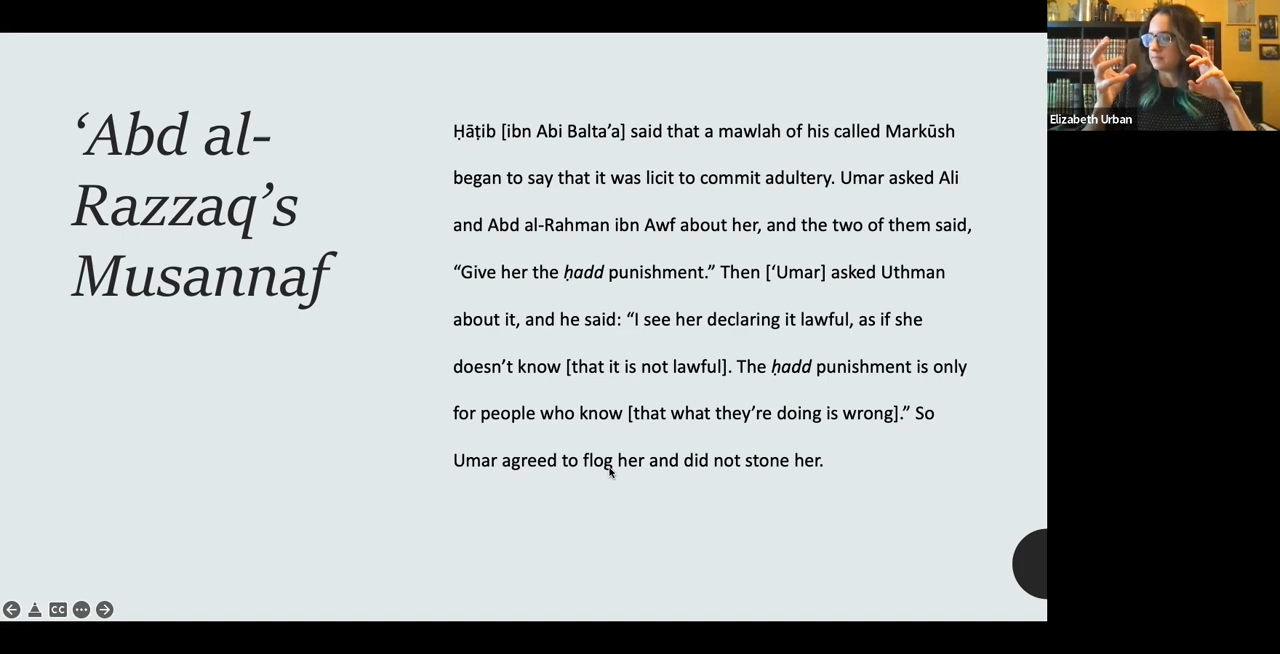 ‘Abd al-
Razzaq’s
Musannaf
Ḥāṭib [ibn Abi Balta’a] said that a mawlah of his called Markūsh
began to say that it was licit to commit adultery. Umar asked Ali
and Abd al-Rahman ibn Awf about her, and the two of them said,
“Give her the ḥadd punishment.” Then [‘Umar] asked Uthman
about it, and he said: “I see her declaring it lawful, as if she
doesn’t know [that it is not lawful]. The ḥadd punishment is only
for people who know [that what they’re doing is wrong].” So
Umar agreed to flog her and did not stone her.
Elizabeth Urban
CC